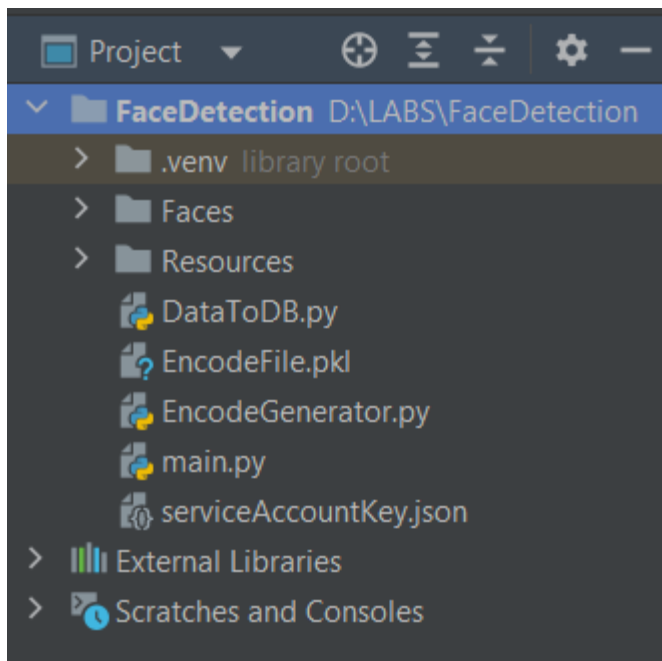 Project
FaceDetection D:\LABS\FaceDetection
.venv library root
Faces
Resources
DataToDB.py
EncodeFile.pkl
EncodeGenerator.py
main.py
serviceAccountKey.json
External Libraries
Scratches and Consoles